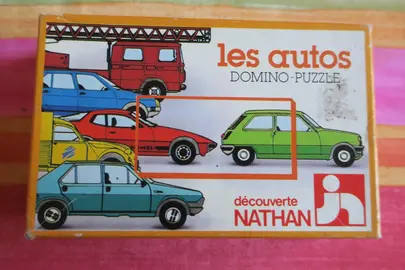 les autos
DOMINO-PUZZLE
découverte
NATHAN